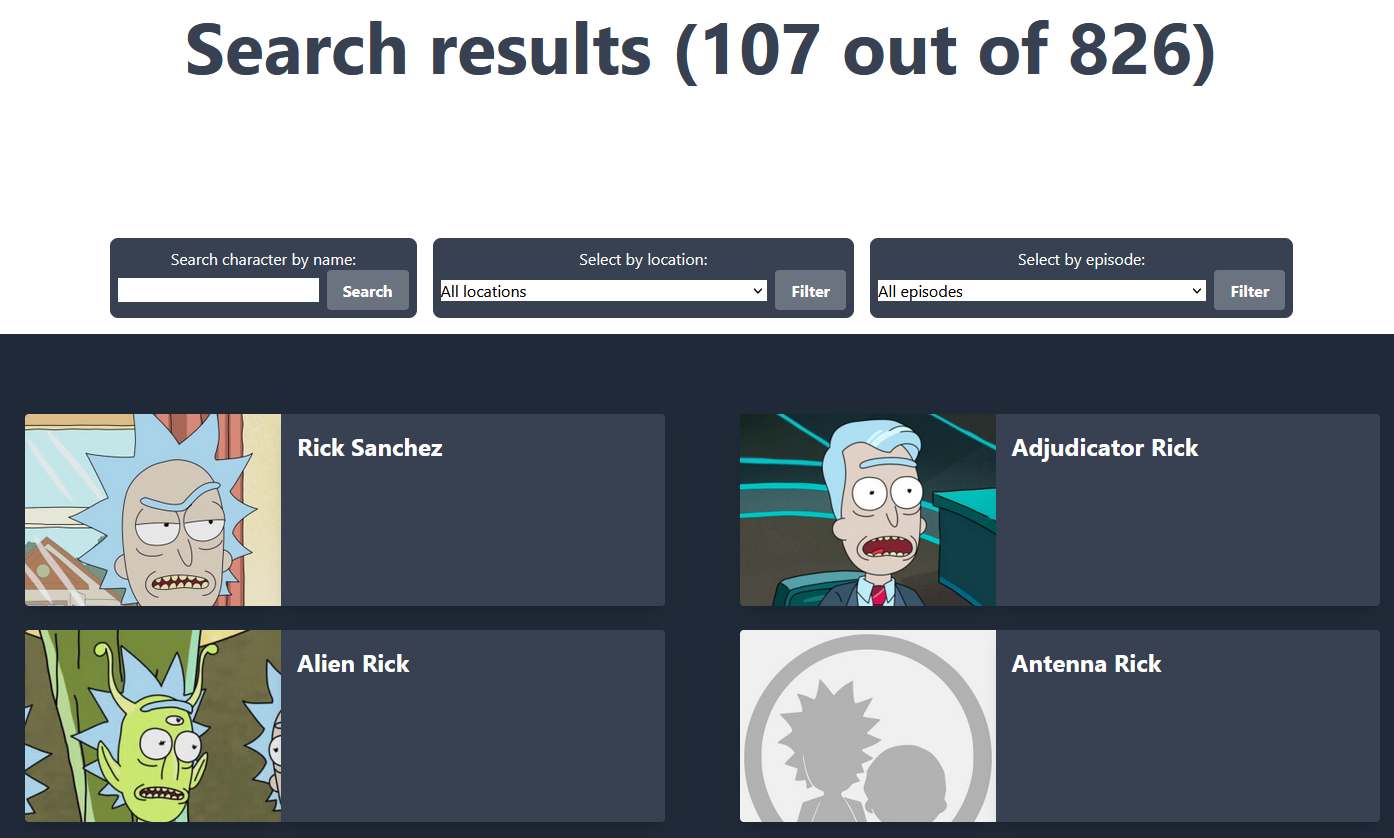 Search results (107 out of 826)
Search character by name:
Search
Select by location:
All locations
Filter
Select by episode:
All episodes
Filter
Rick Sanchez
Adjudicator Rick
Alien Rick
Antenna Rick